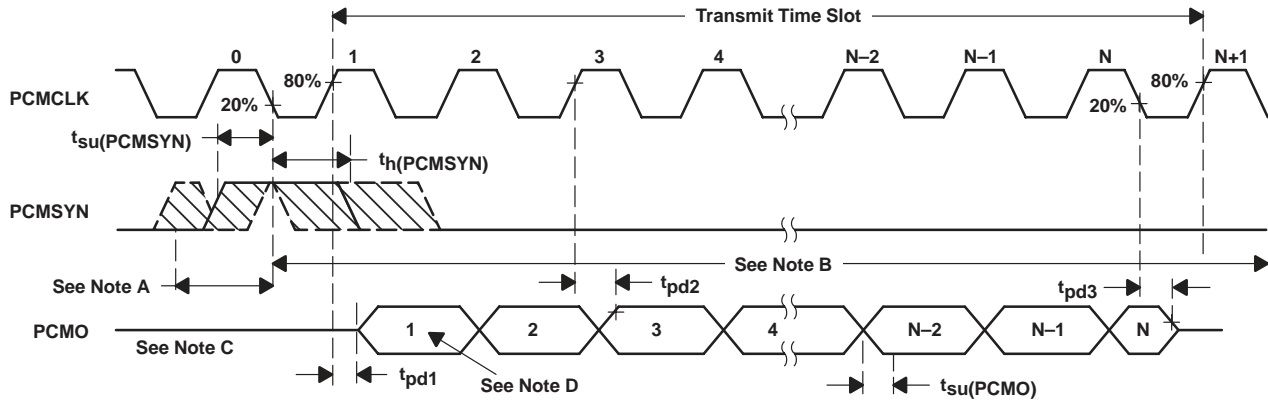 Transmit Time Slot
0 1 2 3 4 N–2 N–1 N N+1
PCMCLK
80%
80%
20%
20%
tsu(PCMSYN)
th(PCMSYN)
PCMSYN
See Note A
See Note B
tpd2
tpd3
PCMO
1 2 3 4 N–2 N–1 N
See Note C
tpd1
See Note D
tsu(PCMO)